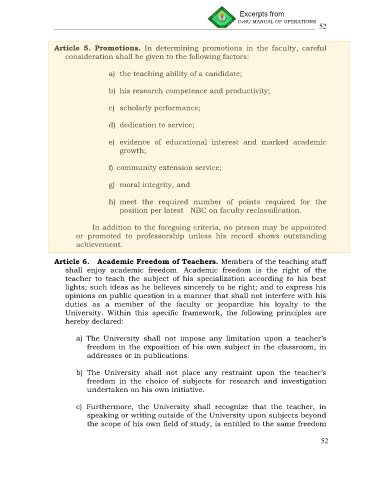 Excerpts from
CvSU MANUAL OF OPERATIONS
52
Article 5. Promotions. In determining promotions in the faculty, careful
consideration shall be given to the following factors:
a) the teaching ability of a candidate;
b) his research competence and productivity;
c) scholarly performance;
d) dedication to service;
e) evidence of educational interest and marked academic
growth;
f) community extension service;
g) moral integrity, and
h) meet the required number of points required for the
position per latest NBC on faculty reclassification.
In addition to the foregoing criteria, no person may be appointed
or promoted to professorship unless his record shows outstanding
achievement.
Article 6. Academic Freedom of Teachers. Members of the teaching staff
shall enjoy academic freedom. Academic freedom is the right of the
teacher to teach the subject of his specialization according to his best
lights; such ideas as he believes sincerely to be right; and to express his
opinions on public question in a manner that shall not interfere with his
duties as a member of the faculty or jeopardize his loyalty to the
University. Within this specific framework, the following principles are
hereby declared:
a) The University shall not impose any limitation upon a teacher's
freedom in the exposition of his own subject in the classroom, in
addresses or in publications.
b) The University shall not place any restraint upon the teacher's
freedom in the choice of subjects for research and investigation
undertaken on his own initiative.
c) Furthermore, the University shall recognize that the teacher, in
speaking or writing outside of the University upon subjects beyond
the scope of his own field of study, is entitled to the same freedom
52